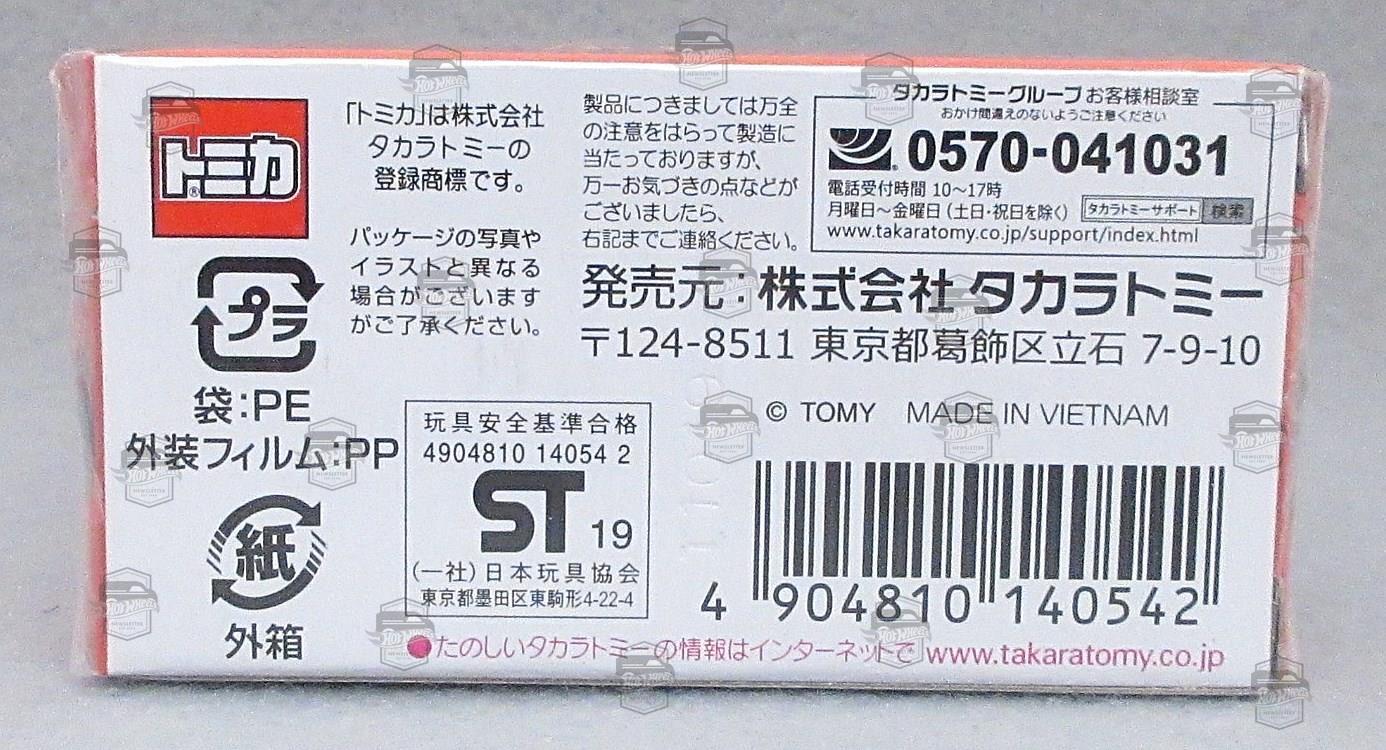 トミカ
®
「トミカ」は株式会社
タカラトミーの
登録商標です。
パッケージの写真や
イラストと異なる
場合がございます
がご了承ください。
製品につきましては万全
の注意をはらって製造に
当たっておりますが、
万一お気づきの点などが
ございましたら、
右記までご連絡ください。
タカラトミーグループ お客様相談室
おかけ間違えのないようご注意ください
0570-041031
電話受付時間 10〜17時
月曜日〜金曜日 (土日・祝日を除く) タカラトミーサポート 検索
www.takaratomy.co.jp/support/index.html
発売元:株式会社 タカラトミー
〒124-8511 東京都葛飾区立石 7-9-10
プラ
袋:PE
外装フィルム:PP
紙
外箱
玩具安全基準合格
4904810 14054 2
ST 19
(一社)日本玩具協会
東京都墨田区東駒形4-22-4
© TOMY MADE IN VIETNAM
4 904810 140542
●たのしいタカラトミーの情報はインターネットで www.takaratomy.co.jp
Hot Wheels
NEWSLETTER